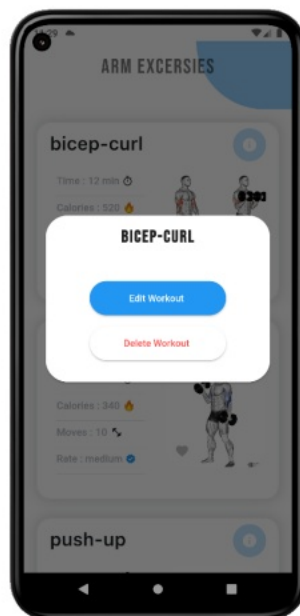 ARM EXCERSIES
bicep-curl
Time : 12 min
Calories : 520
BICEP-CURL
Edit Workout
Delete Workout
Calories : 340
Moves : 10
Rate : medium
push-up